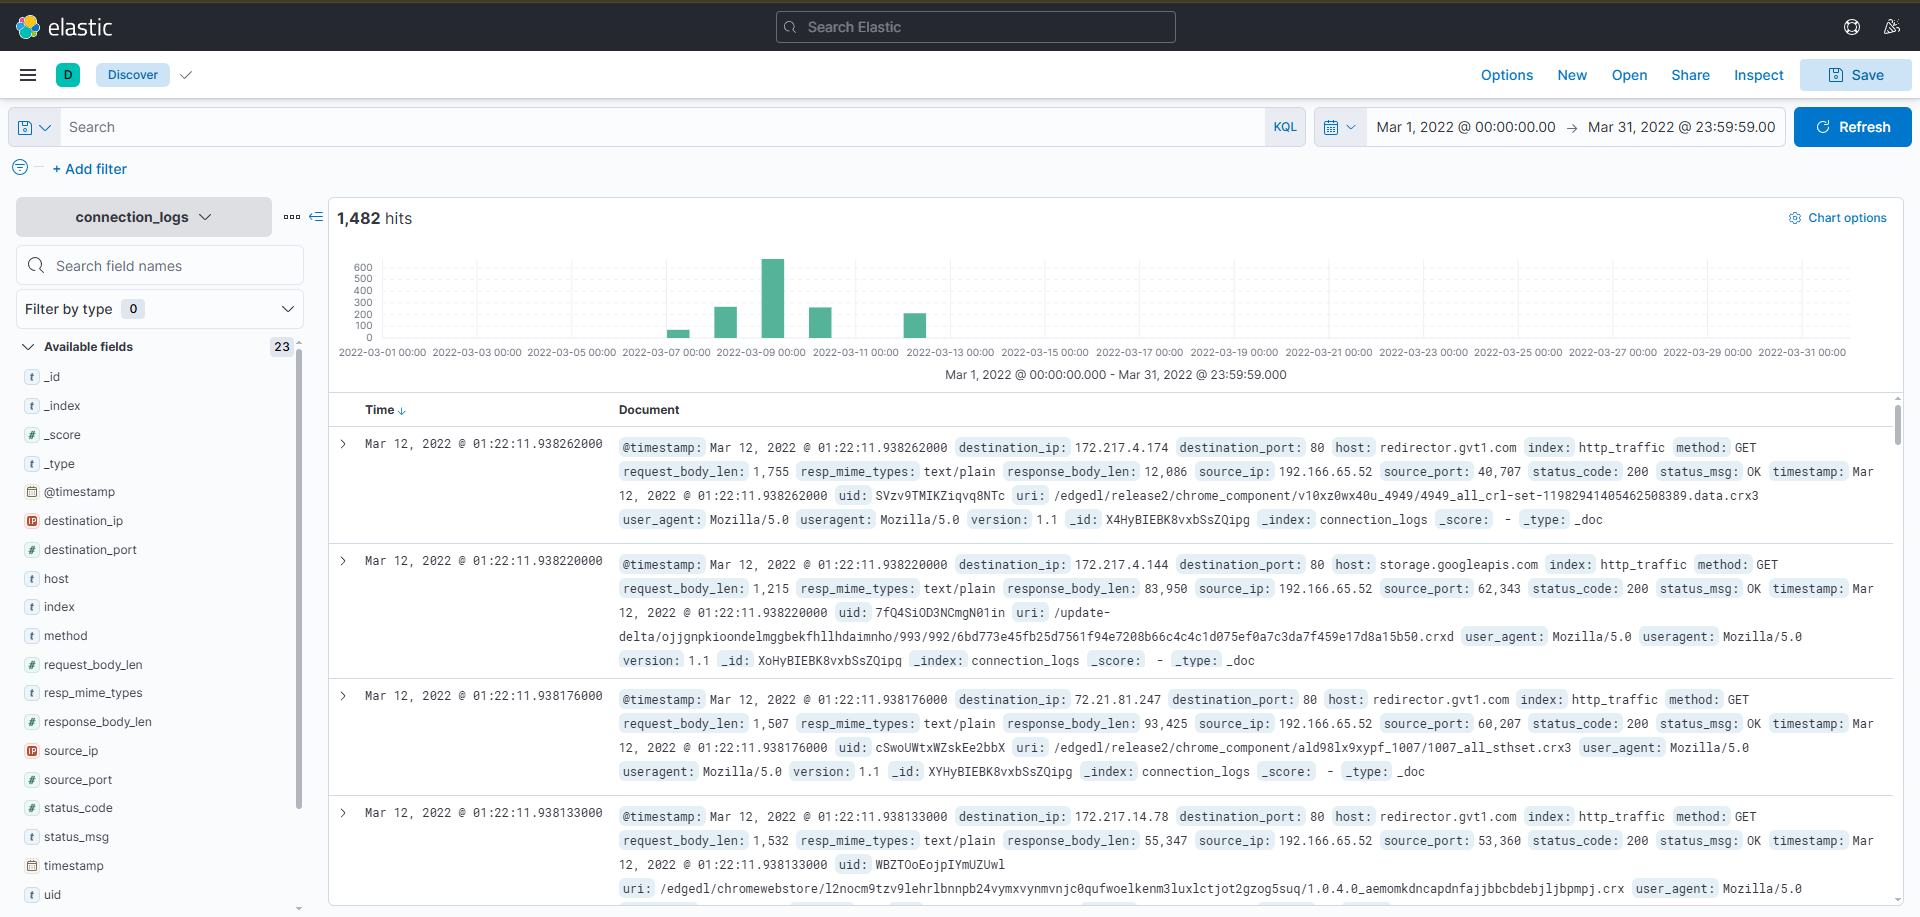 elastic
Search Elastic
D Discover
Options New Open Share Inspect Save
Search KQL Mar 1, 2022 @ 00:00:00.00 → Mar 31, 2022 @ 23:59:59.00 Refresh
+ Add filter
connection_logs
Search field names
Filter by type 0
Available fields 23
t _id
t _index
# _score
t _type
@timestamp
IP destination_ip
# destination_port
t host
t index
t method
# request_body_len
t resp_mime_types
# response_body_len
IP source_ip
# source_port
# status_code
t status_msg
timestamp
t uid
1,482 hits
Chart options
600
500
400
300
200
100
0
2022-03-01 00:00 2022-03-03 00:00 2022-03-05 00:00 2022-03-07 00:00 2022-03-09 00:00 2022-03-11 00:00 2022-03-13 00:00 2022-03-15 00:00 2022-03-17 00:00 2022-03-19 00:00 2022-03-21 00:00 2022-03-23 00:00 2022-03-25 00:00 2022-03-27 00:00 2022-03-29 00:00 2022-03-31 00:00
Mar 1, 2022 @ 00:00:00.000 - Mar 31, 2022 @ 23:59:59.000
Time ↓ Document
Mar 12, 2022 @ 01:22:11.938262000
@timestamp: Mar 12, 2022 @ 01:22:11.938262000 destination_ip: 172.217.4.174 destination_port: 80 host: redirector.gvt1.com index: http_traffic method: GET
request_body_len: 1,755 resp_mime_types: text/plain response_body_len: 12,086 source_ip: 192.166.65.52 source_port: 40,707 status_code: 200 status_msg: OK timestamp: Mar
12, 2022 @ 01:22:11.938262000 uid: SVzv9TMIKZiqvq8NTc uri: /edgedl/release2/chrome_component/v10xz0wx40u_4949/4949_all_crl-set-11982941405462508389.data.crx3
user_agent: Mozilla/5.0 useragent: Mozilla/5.0 version: 1.1 _id: X4HyBIEBK8vxbSsZQipg _index: connection_logs _score: - _type: _doc
Mar 12, 2022 @ 01:22:11.938220000
@timestamp: Mar 12, 2022 @ 01:22:11.938220000 destination_ip: 172.217.4.144 destination_port: 80 host: storage.googleapis.com index: http_traffic method: GET
request_body_len: 1,215 resp_mime_types: text/plain response_body_len: 83,950 source_ip: 192.166.65.52 source_port: 62,343 status_code: 200 status_msg: OK timestamp: Mar
12, 2022 @ 01:22:11.938220000 uid: 7fQ4SiOD3NCmgN01in uri: /update-
delta/ojjgnpkioondelmggbekfhllhdaimnho/993/992/6bd773e45fb25d7561f94e7208b66c4c4c1d075ef0a7c3da7f459e17d8a15b50.crxd user_agent: Mozilla/5.0 useragent: Mozilla/5.0
version: 1.1 _id: XoHyBIEBK8vxbSsZQipg _index: connection_logs _score: - _type: _doc
Mar 12, 2022 @ 01:22:11.938176000
@timestamp: Mar 12, 2022 @ 01:22:11.938176000 destination_ip: 72.21.81.247 destination_port: 80 host: redirector.gvt1.com index: http_traffic method: GET
request_body_len: 1,507 resp_mime_types: text/plain response_body_len: 93,425 source_ip: 192.166.65.52 source_port: 60,207 status_code: 200 status_msg: OK timestamp: Mar
12, 2022 @ 01:22:11.938176000 uid: cSwoUWtxWZskEe2bbX uri: /edgedl/release2/chrome_component/ald98lx9xypf_1007/1007_all_sthset.crx3 user_agent: Mozilla/5.0
useragent: Mozilla/5.0 version: 1.1 _id: XYHyBIEBK8vxbSsZQipg _index: connection_logs _score: - _type: _doc
Mar 12, 2022 @ 01:22:11.938133000
@timestamp: Mar 12, 2022 @ 01:22:11.938133000 destination_ip: 172.217.14.78 destination_port: 80 host: redirector.gvt1.com index: http_traffic method: GET
request_body_len: 1,532 resp_mime_types: text/plain response_body_len: 55,347 source_ip: 192.166.65.52 source_port: 53,360 status_code: 200 status_msg: OK timestamp: Mar
12, 2022 @ 01:22:11.938133000 uid: WBZTOoEojpIYmUZUwl
uri: /edgedl/chromewebstore/l2nocm9tzv9lehrlbnnpb24vymxvynmvnjc0qufwoelkenm3luxlctjot2gzog5suq/1.0.4.0_aemomkdncapdnfajjbbcbdebjljbpmpj.crx user_agent: Mozilla/5.0